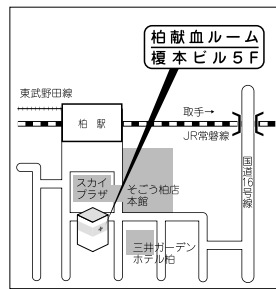 柏献血ルーム
榎本ビル5F
東武野田線
取手→
柏駅
JR常磐線
国道16号線
スカイ
プラザ
そごう柏店
本館
三井ガーデン
ホテル柏